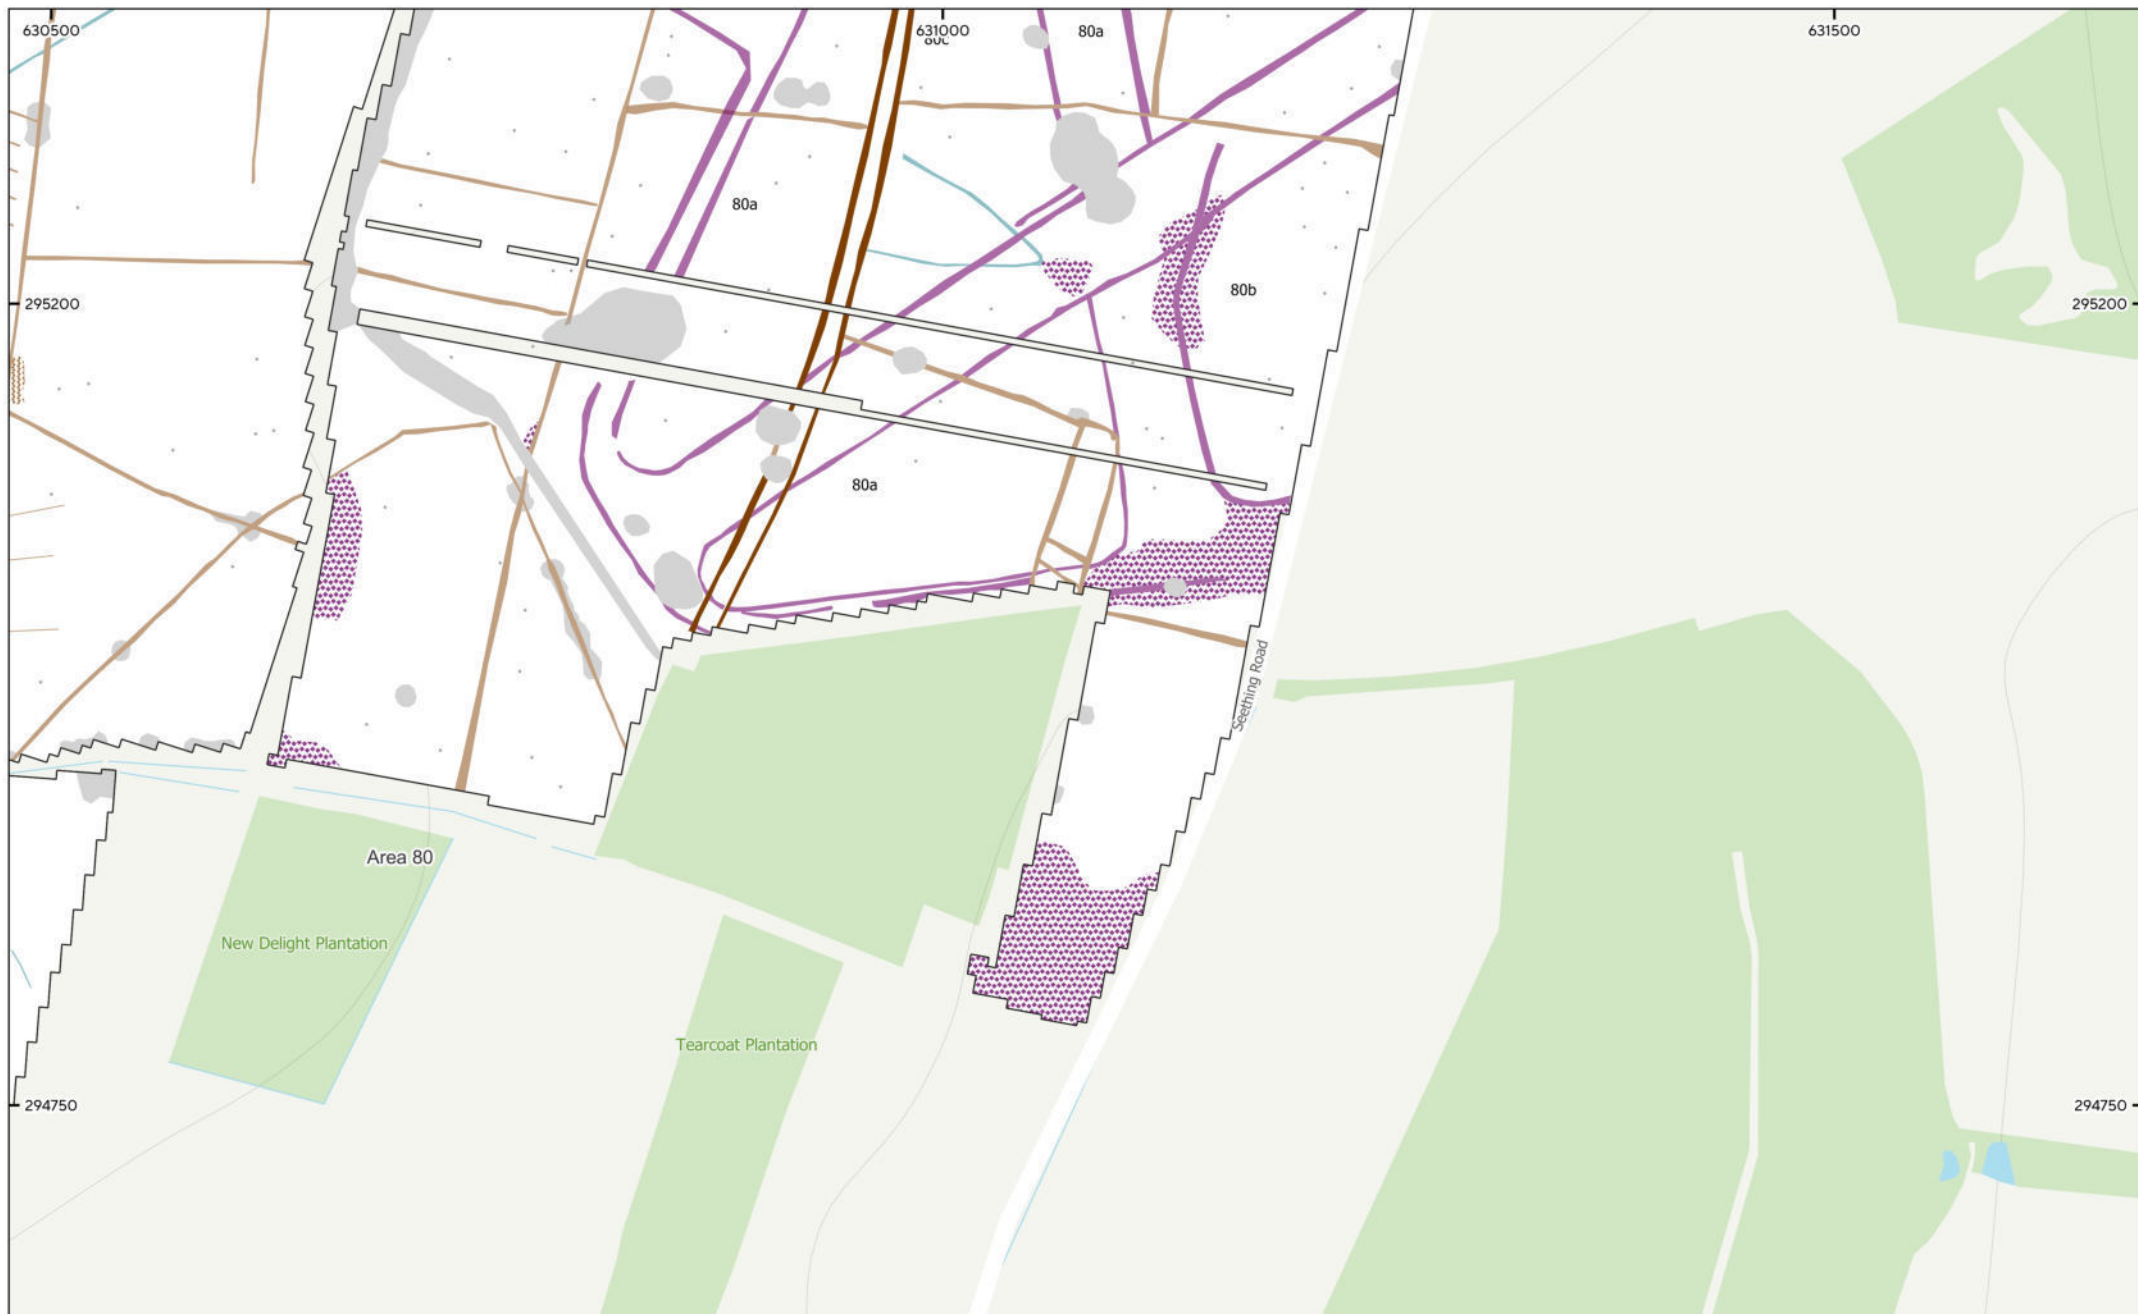 630500
631000
80a
631500
80c
80a
80b
295200
295200
80a
Seething Road
Area 80
New Delight Plantation
Tearcoat Plantation
294750
294750